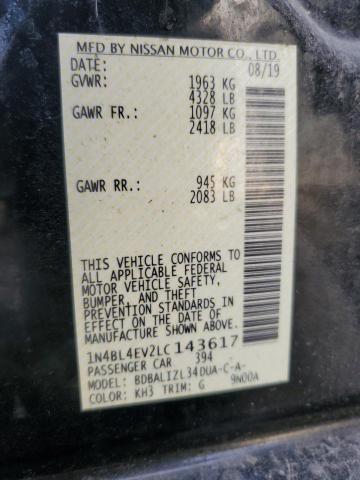 MFD BY NISSAN MOTOR CO., LTD.
DATE: 08/19
GVWR: 1963 KG
4328 LB
GAWR FR.: 1097 KG
2418 LB
GAWR RR.: 945 KG
2083 LB
THIS VEHICLE CONFORMS TO
ALL APPLICABLE FEDERAL
MOTOR VEHICLE SAFETY,
BUMPER, AND THEFT
PREVENTION STANDARDS IN
EFFECT ON THE DATE OF
MANUFACTURE SHOWN ABOVE.
1N4BL4EV2LC143617
PASSENGER CAR 394
MODEL: BDBALIZL34DUA-C-A-
COLOR: KH3 TRIM: G 9N00A